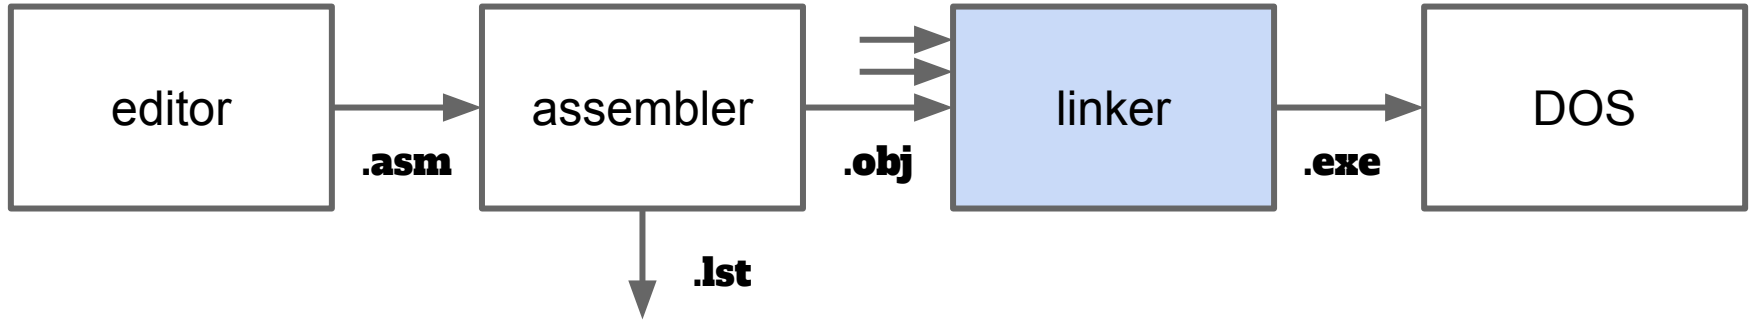 editor
.asm
assembler
.lst
.obj
linker
.exe
DOS